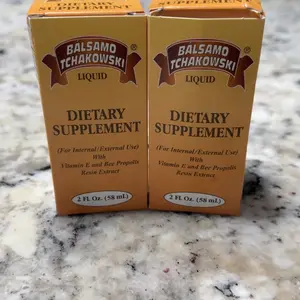 DIETARY
SUPPLEMENT
BALSAMO
TCHAKOWSKI
®
LIQUID
DIETARY
SUPPLEMENT
(For Internal/External Use)
With
Vitamin E and Bee Propolis
Resin Extract
2 Fl. Oz. (58 mL)
BALSAMO
TCHAKOWSKI
®
LIQUID
DIETARY
SUPPLEMENT
(For Internal/External Use)
With
Vitamin E and Bee Propolis
Resin Extract
2 Fl. Oz. (58 mL)